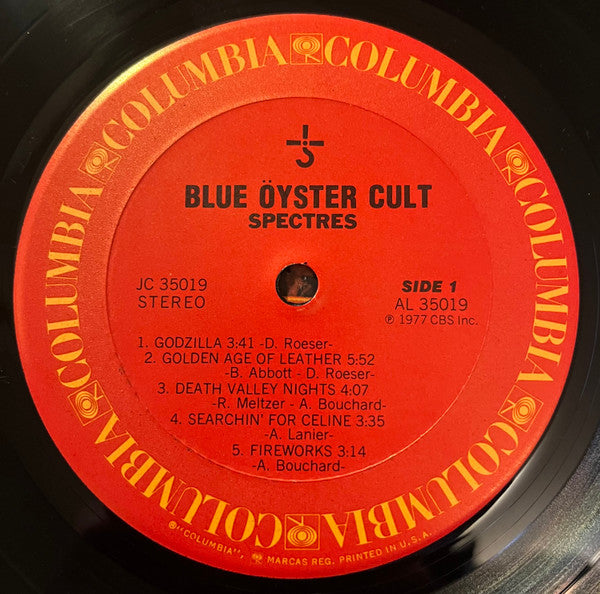 COLUMBIA COLUMBIA COLUMBIA COLUMBIA COLUMBIA COLUMBIA COLUMBIA COLUMBIA
BLUE ÖYSTER CULT
SPECTRES
JC 35019
STEREO
SIDE 1
AL 35019
℗ 1977 CBS Inc.
1. GODZILLA 3:41 -D. Roeser-
2. GOLDEN AGE OF LEATHER 5:52
-B. Abbott - D. Roeser-
3. DEATH VALLEY NIGHTS 4:07
-R. Meltzer - A. Bouchard-
4. SEARCHIN' FOR CELINE 3:35
-A. Lanier-
5. FIREWORKS 3:14
-A. Bouchard-
®"COLUMBIA", MARCAS REG. PRINTED IN U.S.A.